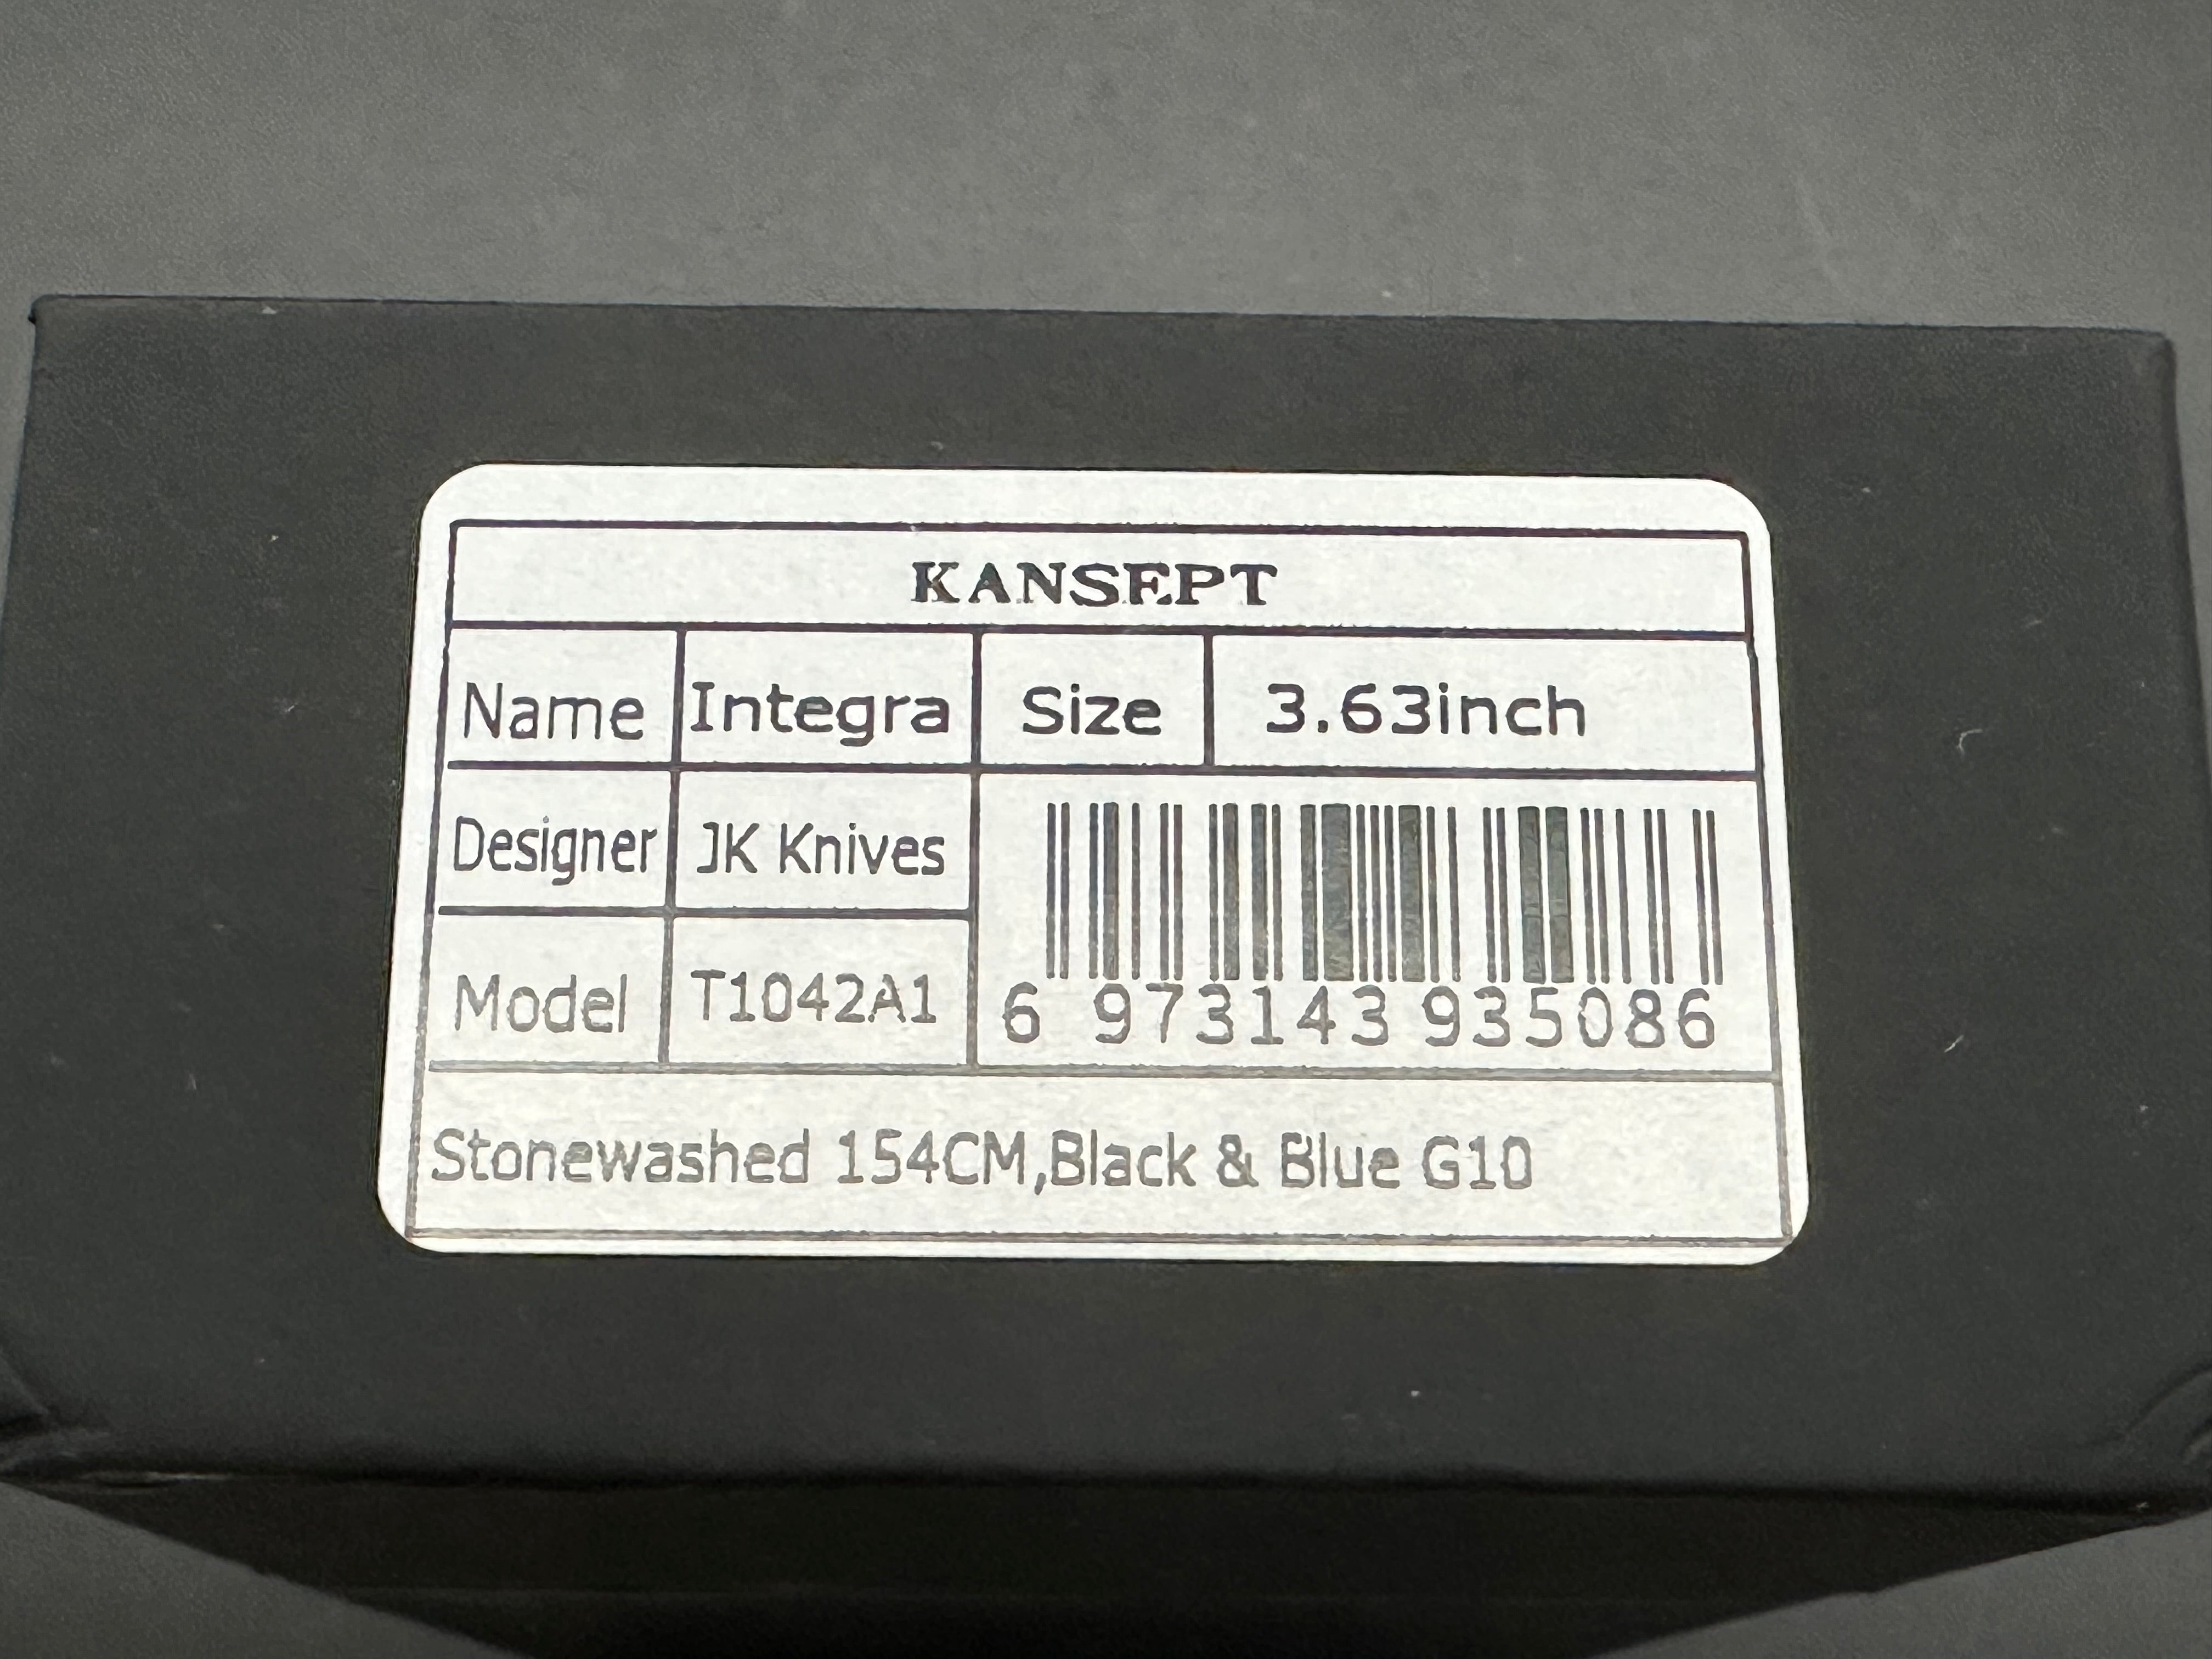 KANSEPT
Name Integra Size 3.63inch
Designer JK Knives
Model T1042A1
6 973143 935086
Stonewashed 154CM,Black & Blue G10